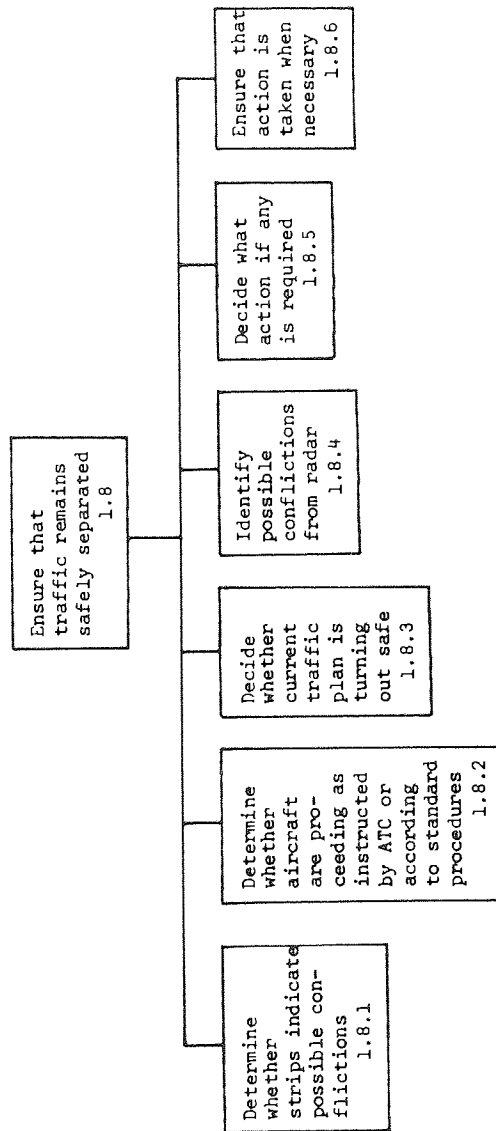 Ensure that
traffic remains
safely separated
1.8
Determine
whether
strips indicate
possible con-
flictions
1.8.1
Determine
whether
aircraft
are pro-
ceeding as
instructed
by ATC or
according
to standard
procedures
1.8.2
Decide
whether
current
traffic
plan is
turning
out safe
1.8.3
Identify
possible
conflictions
from radar
1.8.4
Decide what
action if any
is required
1.8.5
Ensure that
action is
taken when
necessary
1.8.6